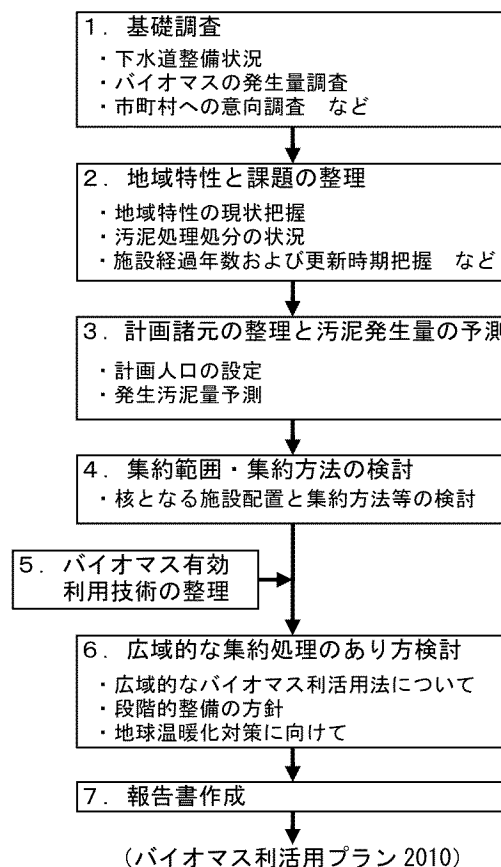 １．基礎調査
・下水道整備状況
・バイオマスの発生量調査
・市町村への意向調査　など
２．地域特性と課題の整理
・地域特性の現状把握
・汚泥処理処分の状況
・施設経過年数および更新時期把握　など
３．計画諸元の整理と汚泥発生量の予測
・計画人口の設定
・発生汚泥量予測
４．集約範囲・集約方法の検討
・核となる施設配置と集約方法等の検討
５．バイオマス有効
利用技術の整理
６．広域的な集約処理のあり方検討
・広域的なバイオマス利活用法について
・段階的整備の方針
・地球温暖化対策に向けて
７．報告書作成
(バイオマス利活用プラン 2010)